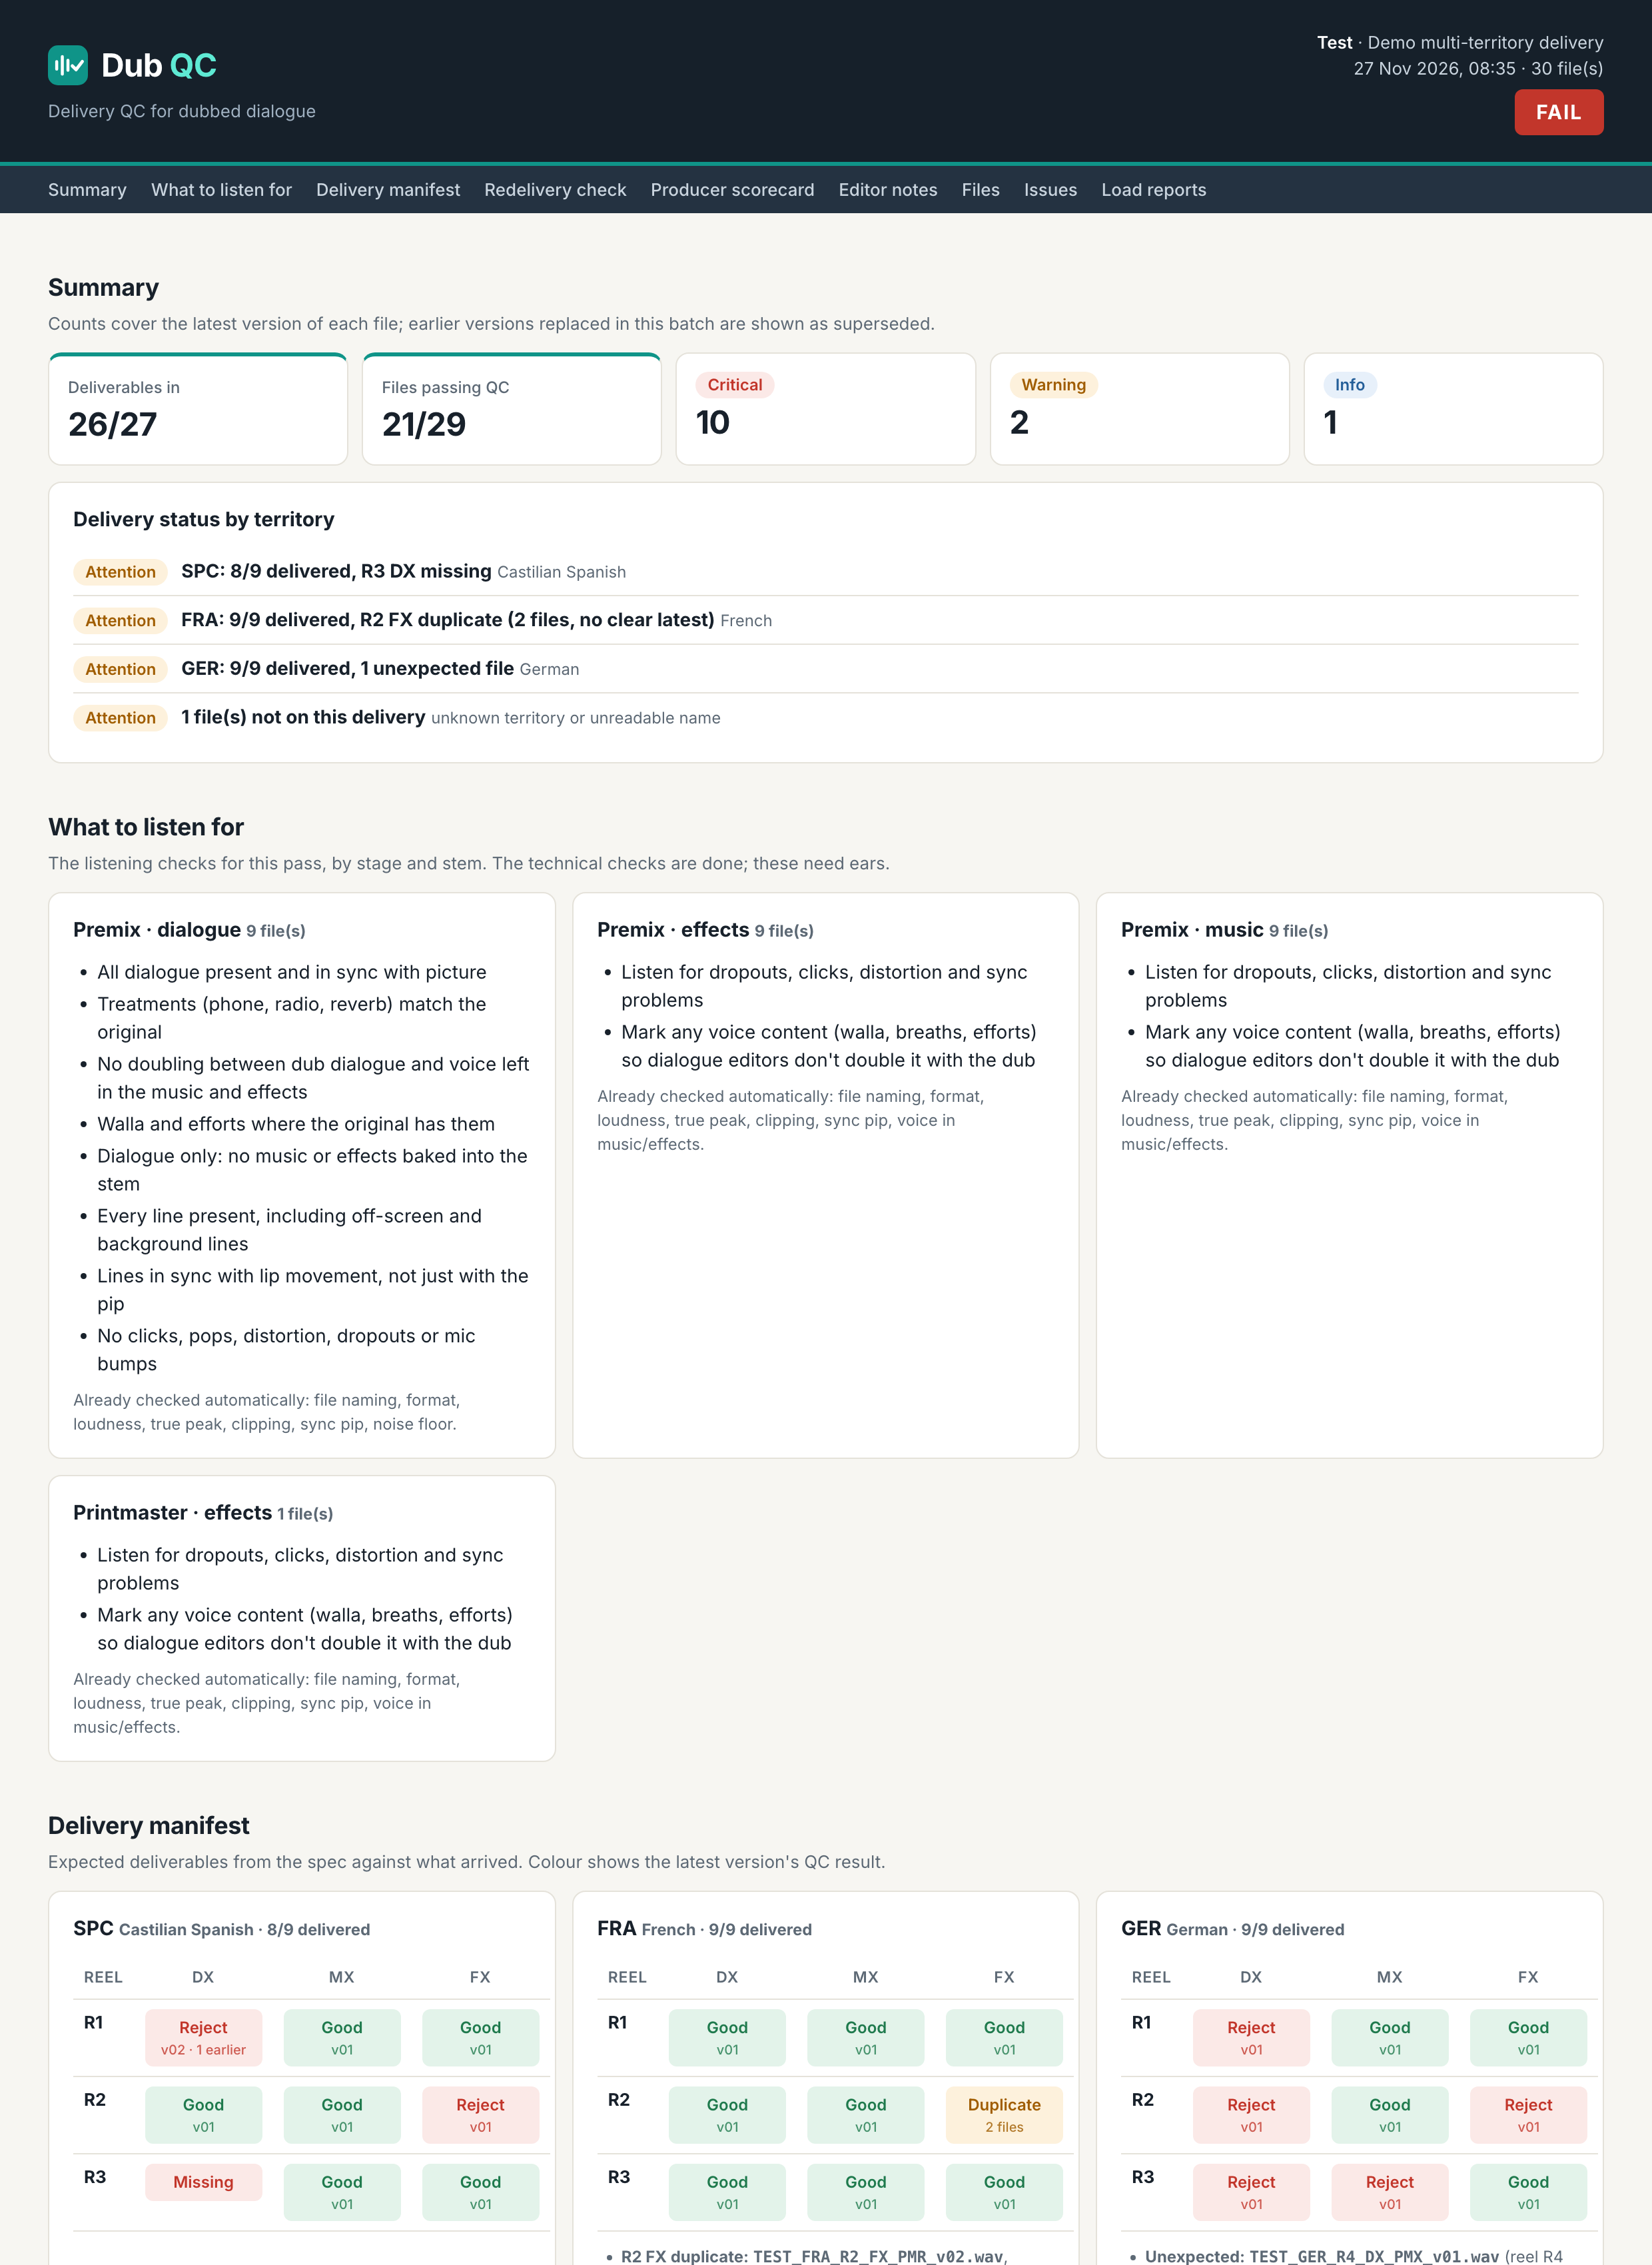 Dub QC
Delivery QC for dubbed dialogue
Test · Demo multi-territory delivery
27 Nov 2026, 08:35 · 30 file(s)
FAIL
Summary What to listen for Delivery manifest Redelivery check Producer scorecard Editor notes Files Issues Load reports
Summary
Counts cover the latest version of each file; earlier versions replaced in this batch are shown as superseded.
Deliverables in
26/27
Files passing QC
21/29
Critical
10
Warning
2
Info
1
Delivery status by territory
Attention SPC: 8/9 delivered, R3 DX missing Castilian Spanish
Attention FRA: 9/9 delivered, R2 FX duplicate (2 files, no clear latest) French
Attention GER: 9/9 delivered, 1 unexpected file German
Attention 1 file(s) not on this delivery unknown territory or unreadable name
What to listen for
The listening checks for this pass, by stage and stem. The technical checks are done; these need ears.
Premix · dialogue 9 file(s)
• All dialogue present and in sync with picture
• Treatments (phone, radio, reverb) match the
original
• No doubling between dub dialogue and voice left
in the music and effects
• Walla and efforts where the original has them
• Dialogue only: no music or effects baked into the
stem
• Every line present, including off-screen and
background lines
• Lines in sync with lip movement, not just with the
pip
• No clicks, pops, distortion, dropouts or mic
bumps
Already checked automatically: file naming, format,
loudness, true peak, clipping, sync pip, noise floor.
Premix · effects 9 file(s)
• Listen for dropouts, clicks, distortion and sync
problems
• Mark any voice content (walla, breaths, efforts)
so dialogue editors don't double it with the dub
Already checked automatically: file naming, format,
loudness, true peak, clipping, sync pip, voice in
music/effects.
Premix · music 9 file(s)
• Listen for dropouts, clicks, distortion and sync
problems
• Mark any voice content (walla, breaths, efforts)
so dialogue editors don't double it with the dub
Already checked automatically: file naming, format,
loudness, true peak, clipping, sync pip, voice in
music/effects.
Printmaster · effects 1 file(s)
• Listen for dropouts, clicks, distortion and sync
problems
• Mark any voice content (walla, breaths, efforts)
so dialogue editors don't double it with the dub
Already checked automatically: file naming, format,
loudness, true peak, clipping, sync pip, voice in
music/effects.
Delivery manifest
Expected deliverables from the spec against what arrived. Colour shows the latest version's QC result.
SPC Castilian Spanish · 8/9 delivered
REEL DX MX FX
R1 Reject Good Good
v02 · 1 earlier v01 v01
R2 Good Good Reject
v01 v01 v01
R3 Missing Good Good
v01 v01
FRA French · 9/9 delivered
REEL DX MX FX
R1 Good Good Good
v01 v01 v01
R2 Good Good Duplicate
v01 v01 2 files
R3 Good Good Good
v01 v01 v01
• R2 FX duplicate: TEST_FRA_R2_FX_PMR_v02.wav,
GER German · 9/9 delivered
REEL DX MX FX
R1 Reject Good Good
v01 v01 v01
R2 Reject Good Reject
v01 v01 v01
R3 Reject Reject Good
v01 v01 v01
• Unexpected: TEST_GER_R4_DX_PMX_v01.wav (reel R4